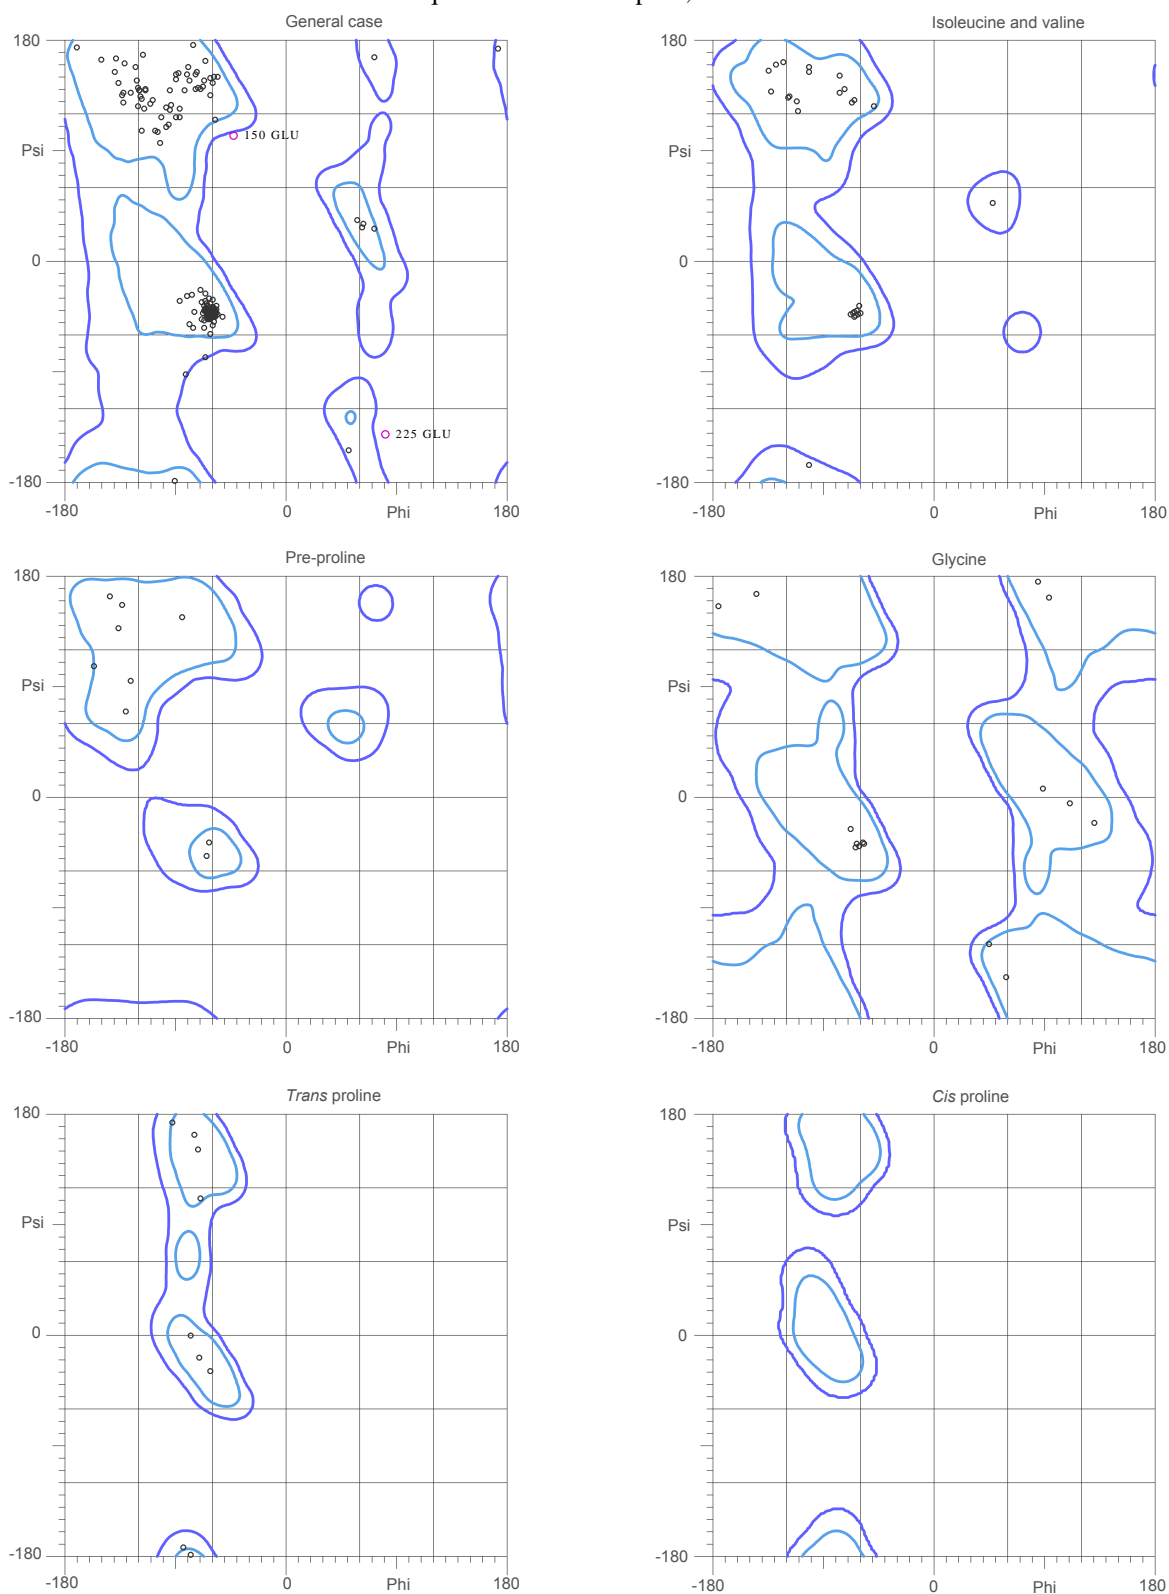 General case
Isoleucine and valine
180
180
150 GLU
Psi
Psi
0
0
225 GLU
-180
-180
-180
0
Phi
180
-180
0
Phi
180
Pre-proline
Glycine
180
180
Psi
Psi
0
0
-180
-180
-180
0
Phi
180
-180
0
Phi
180
Trans proline
Cis proline
180
180
Psi
Psi
0
0
-180
-180
-180
0
Phi
180
-180
0
Phi
180